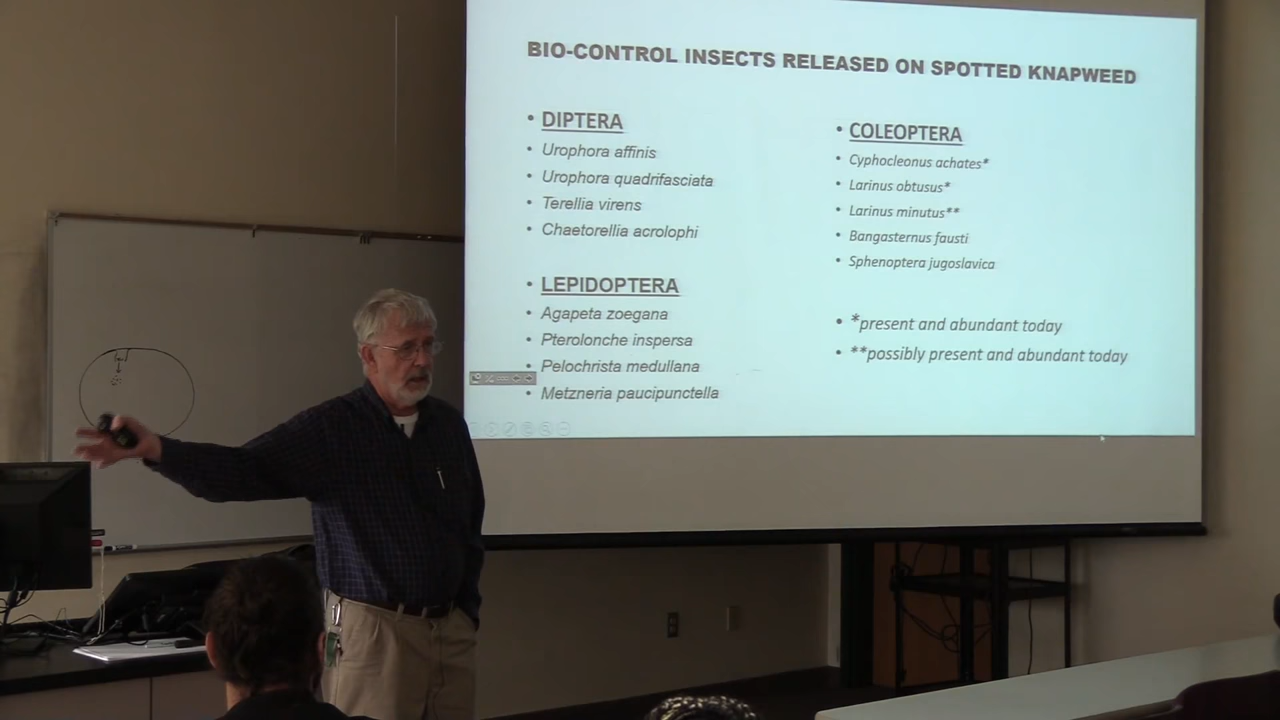 BIO-CONTROL INSECTS RELEASED ON SPOTTED KNAPWEED
• DIPTERA
• Urophora affinis
• Urophora quadrifasciata
• Terellia virens
• Chaetorellia acrolophi
• LEPIDOPTERA
• Agapeta zoegana
• Pterolonche inspersa
• Pelochrista medullana
• Metzneria paucipunctella
• COLEOPTERA
• Cyphocleonus achates*
• Larinus obtusus*
• Larinus minutus**
• Bangasternus fausti
• Sphenoptera jugoslavica
• *present and abundant today
• **possibly present and abundant today